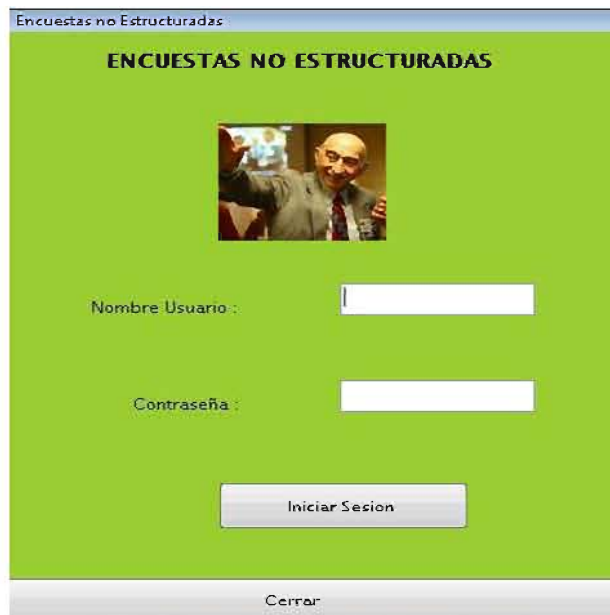 Encuestas no Estructuradas
ENCUESTAS NO ESTRUCTURADAS
Nombre Usuario :
Contraseña :
Iniciar Sesion
Cerrar